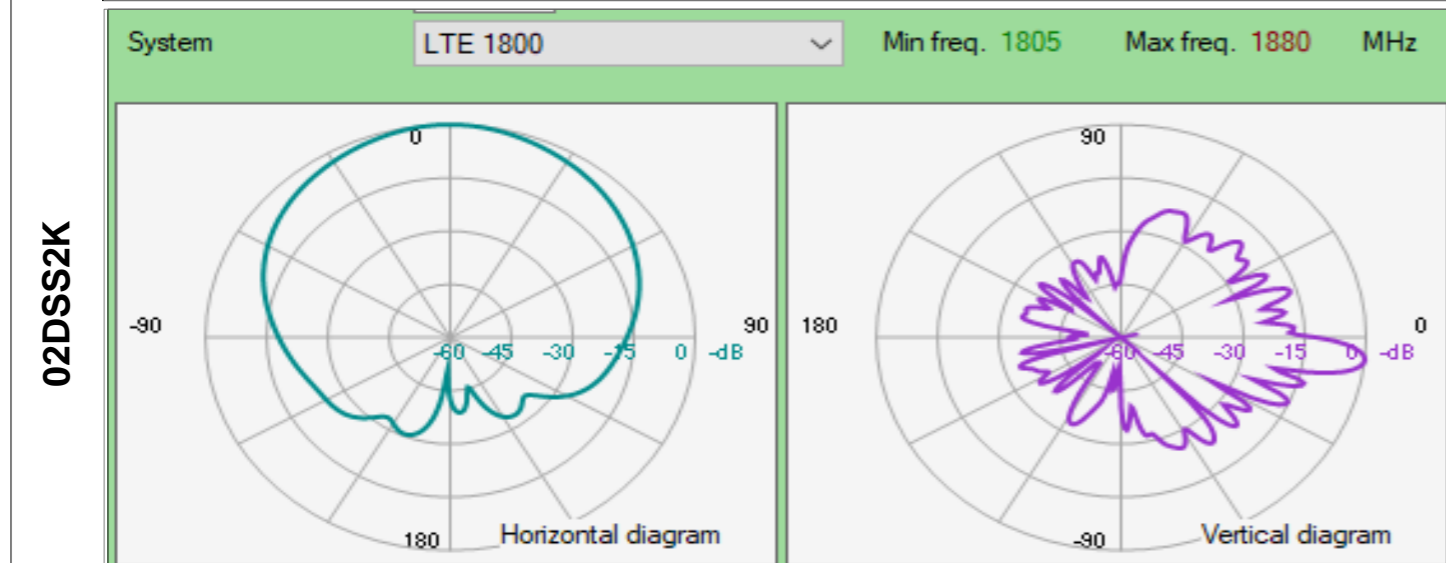 02DSS2K
System LTE 1800 Min freq. 1805 Max freq. 1880 MHz
0
-90
90
-60 -45 -30 -15 0 -dB
180
Horizontal diagram
90
180
0
-60 -45 -30 -15 0 -dB
-90
Vertical diagram